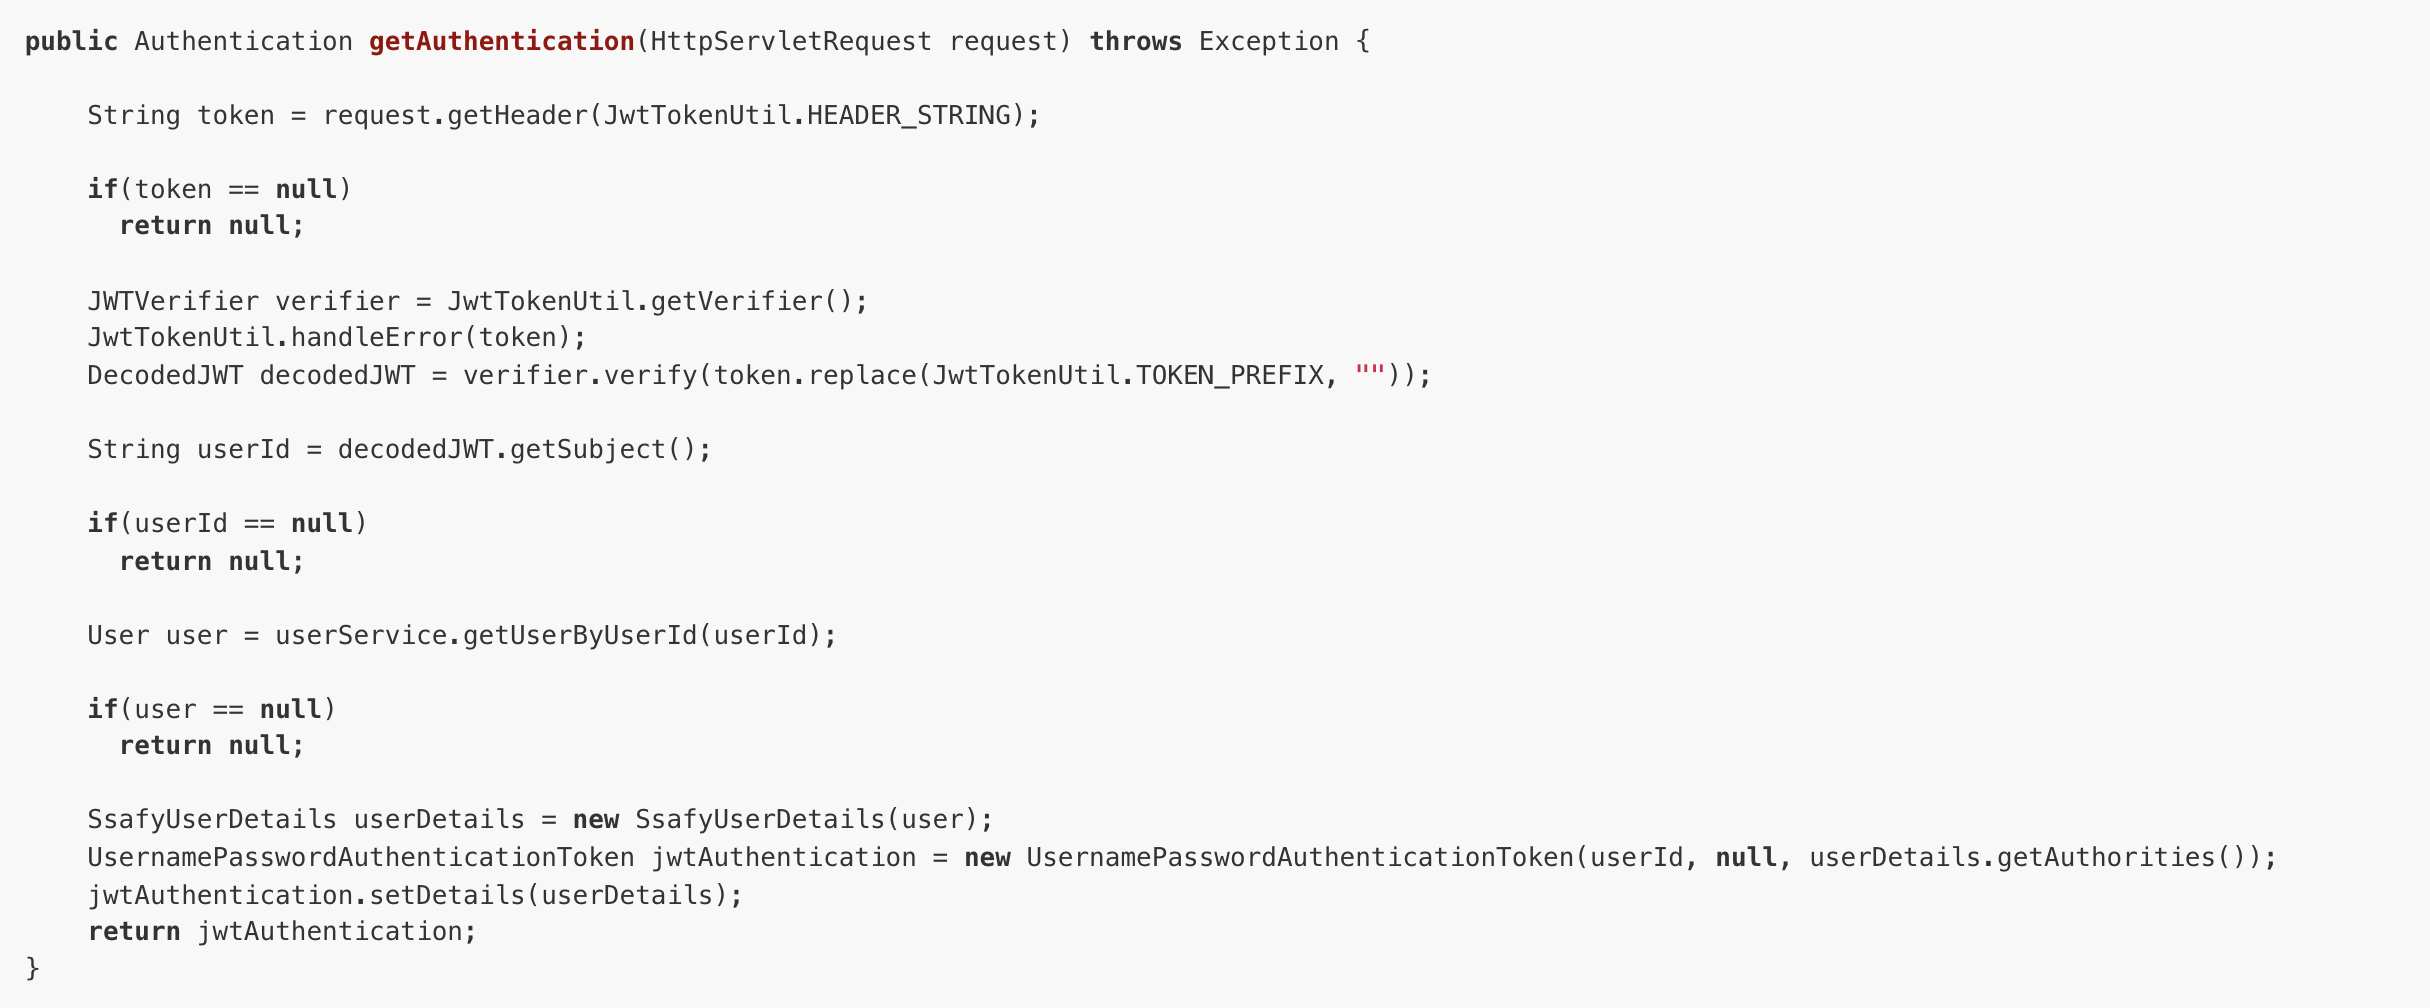 public Authentication getAuthentication(HttpServletRequest request) throws Exception {
String token = request.getHeader(JwtTokenUtil.HEADER_STRING);
if(token == null)
return null;
JWTVerifier verifier = JwtTokenUtil.getVerifier();
JwtTokenUtil.handleError(token);
DecodedJWT decodedJWT = verifier.verify(token.replace(JwtTokenUtil.TOKEN_PREFIX, ""));
String userId = decodedJWT.getSubject();
if(userId == null)
return null;
User user = userService.getUserByUserId(userId);
if(user == null)
return null;
SsafyUserDetails userDetails = new SsafyUserDetails(user);
UsernamePasswordAuthenticationToken jwtAuthentication = new UsernamePasswordAuthenticationToken(userId, null, userDetails.getAuthorities());
jwtAuthentication.setDetails(userDetails);
return jwtAuthentication;
}